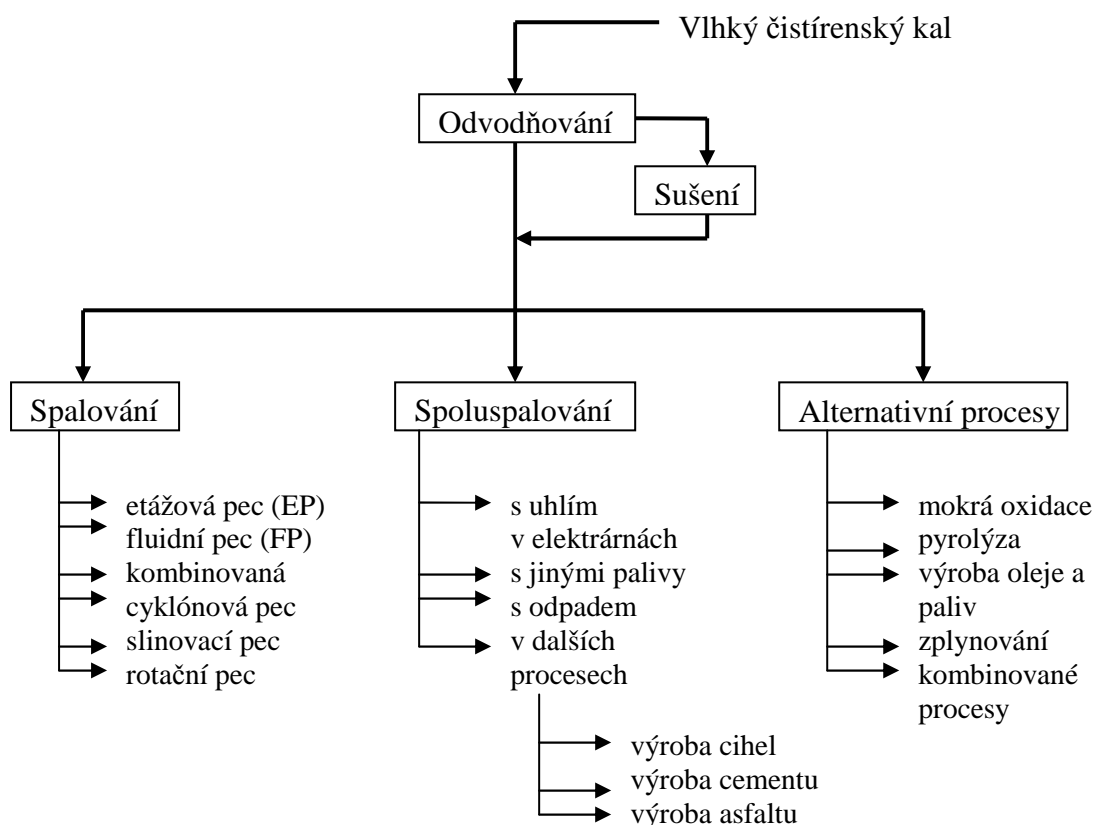 Vlhký čistírenský kal
Odvodňování
Sušení
Spalování
etážová pec (EP)
fluidní pec (FP)
kombinovaná
cyklónová pec
slinovací pec
rotační pec
Spoluspalování
s uhlím
v elektrárnách
s jinými palivy
s odpadem
v dalších
procesech
výroba cihel
výroba cementu
výroba asfaltu
Alternativní procesy
mokrá oxidace
pyrolýza
výroba oleje a
paliv
zplynování
kombinované
procesy